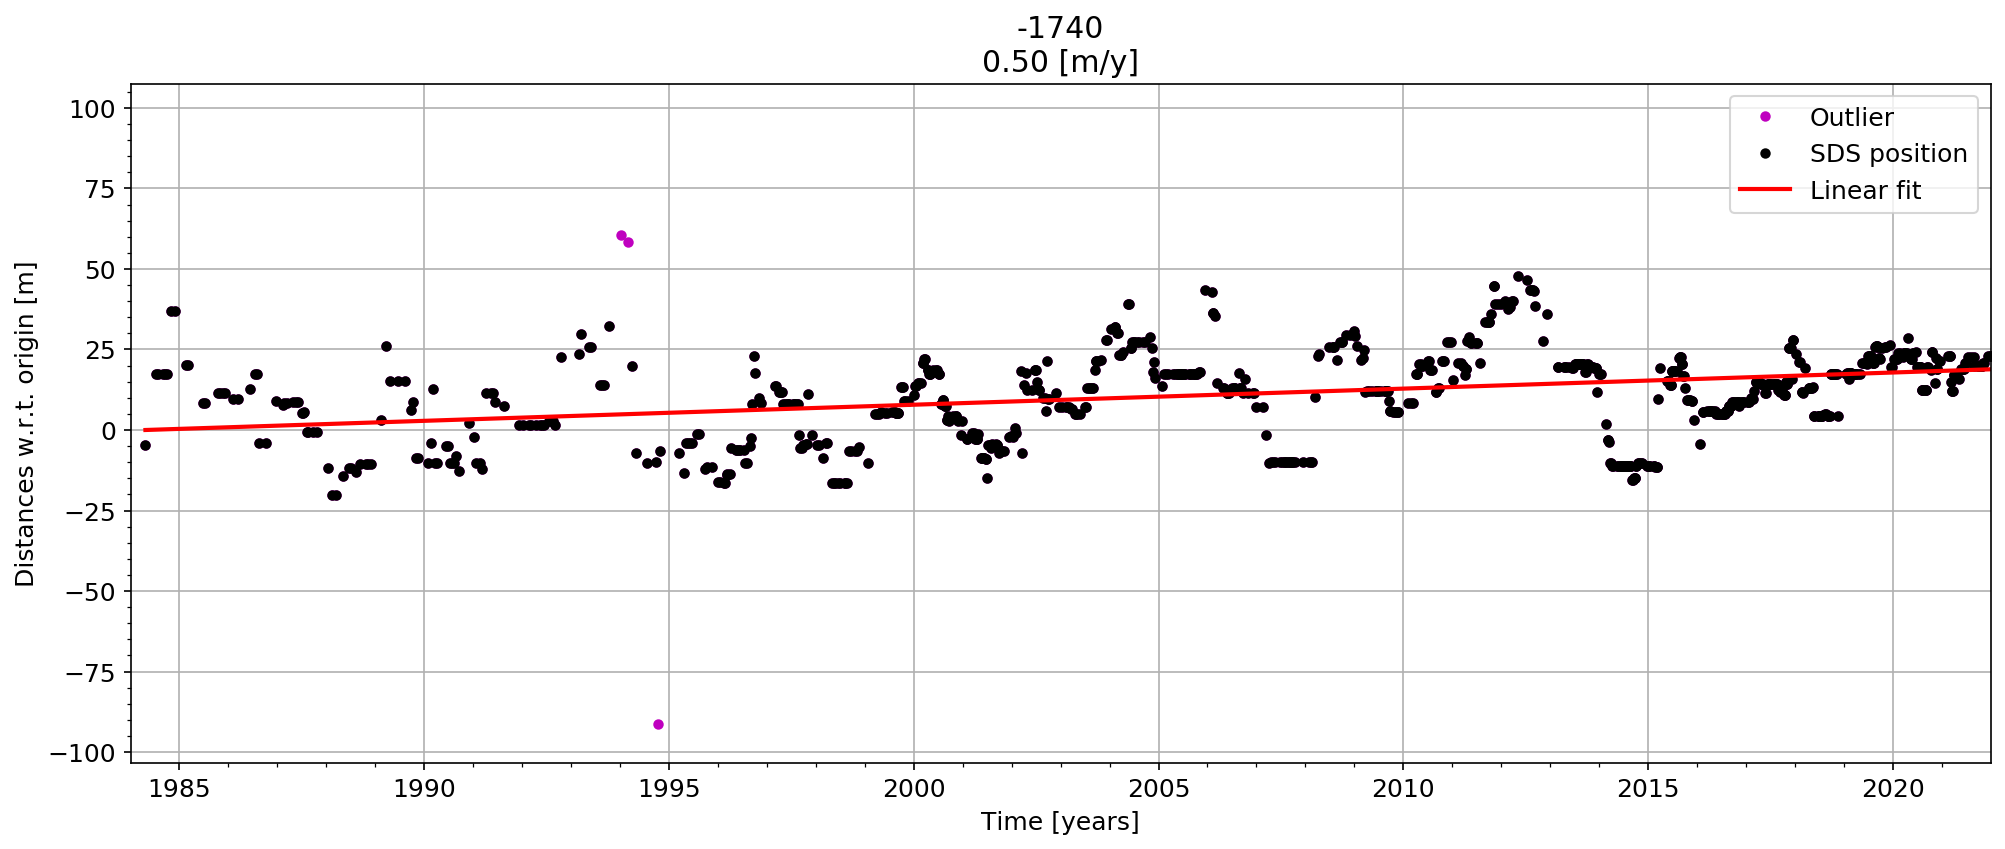 -1740
0.50 [m/y]
Outlier
SDS position
Linear fit
Distances w.r.t. origin [m]
100
75
50
25
0
−25
−50
−75
−100
1985 1990 1995 2000 2005 2010 2015 2020
Time [years]